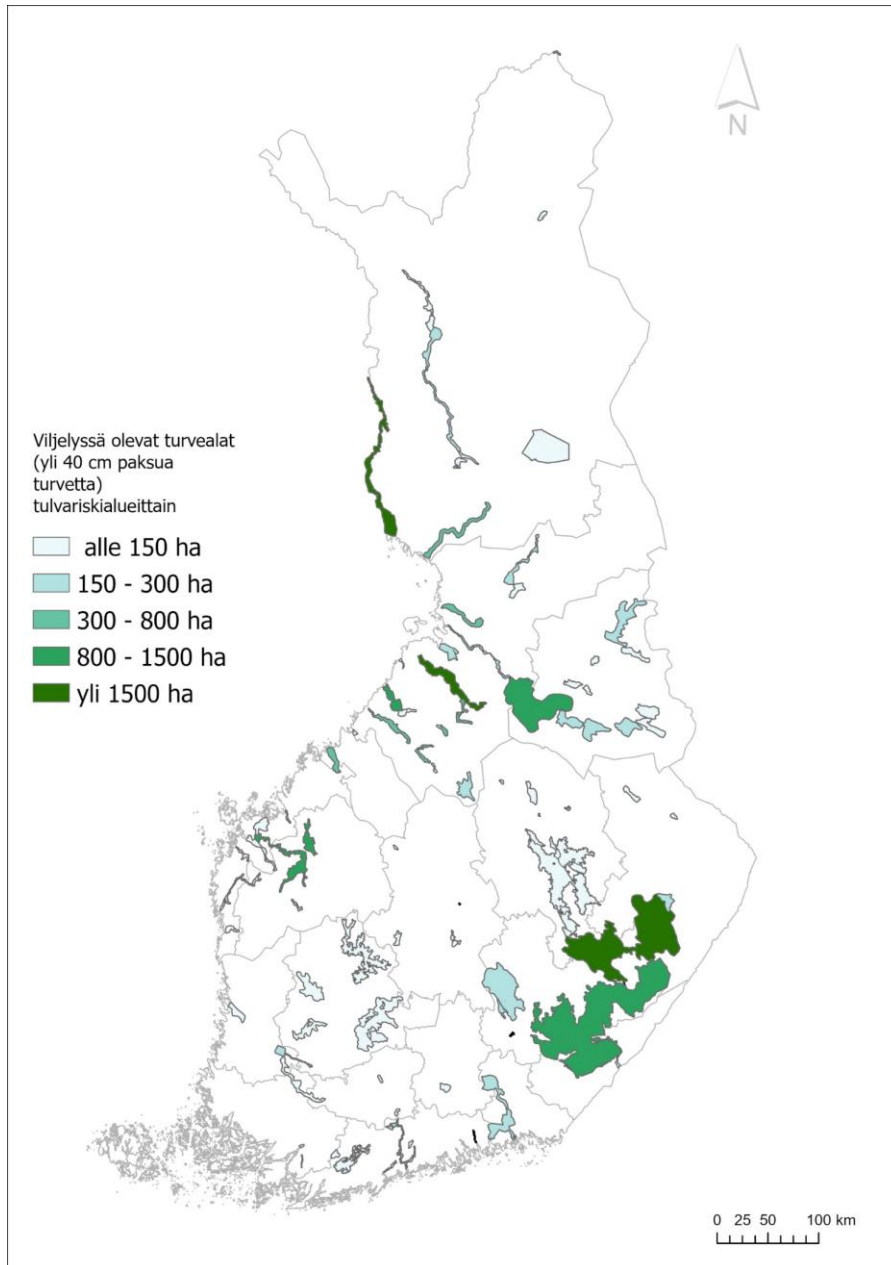 N
Viljelyssä olevat turvealat
(yli 40 cm paksua
turvetta)
tulvariskialueittain
alle 150 ha
150 - 300 ha
300 - 800 ha
800 - 1500 ha
yli 1500 ha
0 25 50 100 km